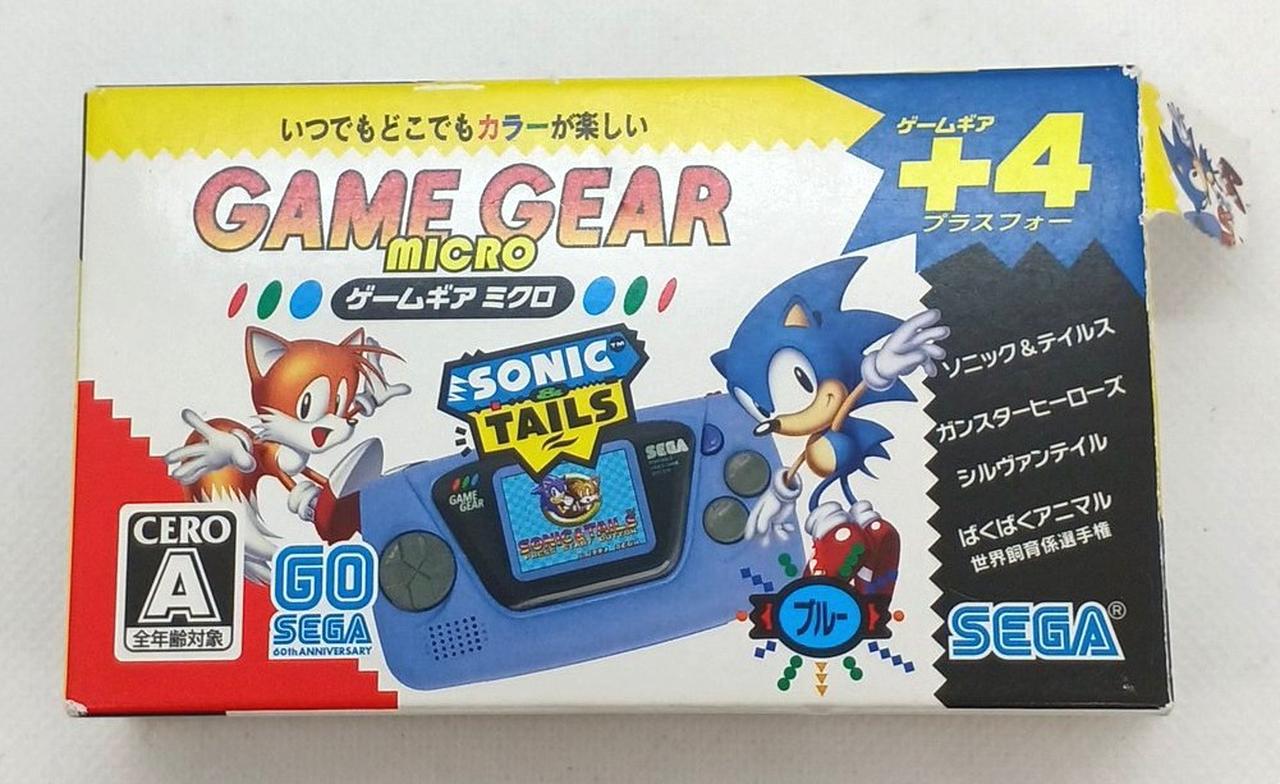 いつでもどこでもカラーが楽しい
GAME GEAR
MICRO
ゲームギア ミクロ
ゲームギア
+4
プラスフォー
SONIC™
&
TAILS
SEGA
GAME
GEAR
SONIC & TAILS
ソニック&テイルス
ガンスターヒーローズ
シルヴァンテイル
ばくばくアニマル
世界飼育係選手権
CERO
A
全年齢対象
GO
SEGA
60th ANNIVERSARY
ブルー
SEGA®